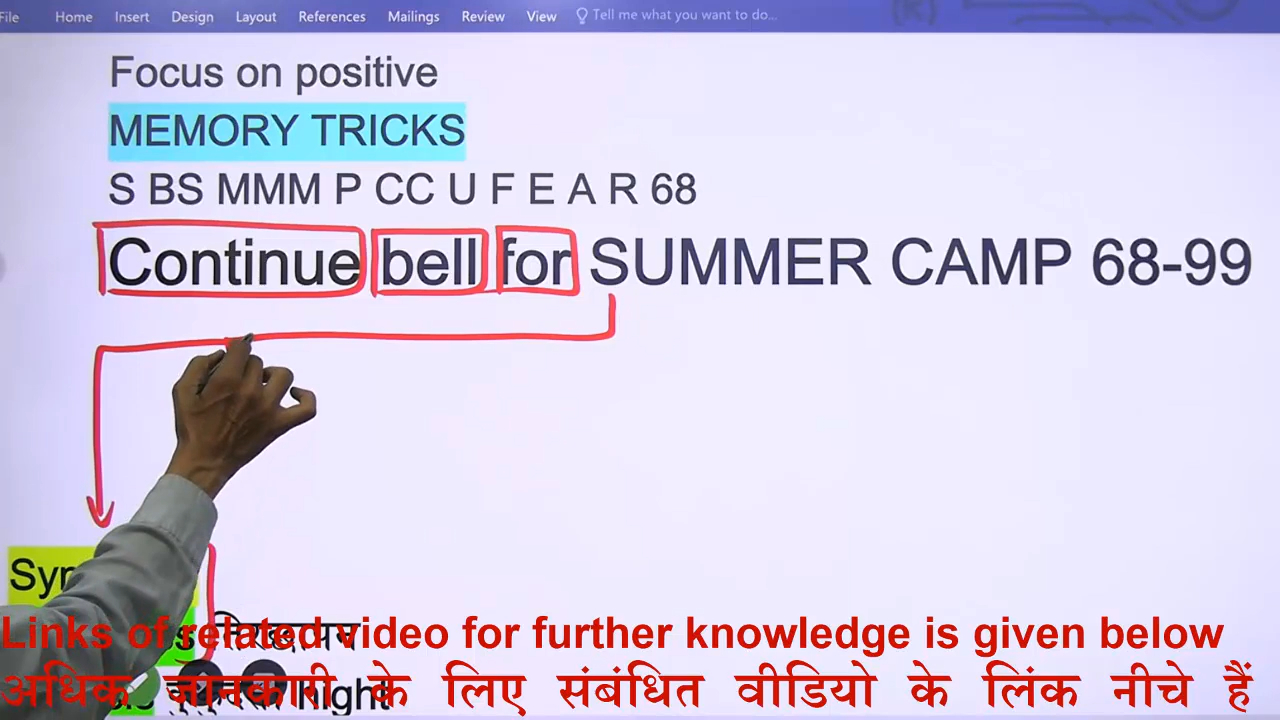 File Home Insert Design Layout References Mailings Review View Tell me what you want to do...
Focus on positive
MEMORY TRICKS
S BS MMM P CC U F E A R 68
Continue bell for SUMMER CAMP 68-99
Links of related video for further knowledge is given below
अधिक जानकारी के लिए संबंधित वीडियो के लिंक नीचे हैं
Right